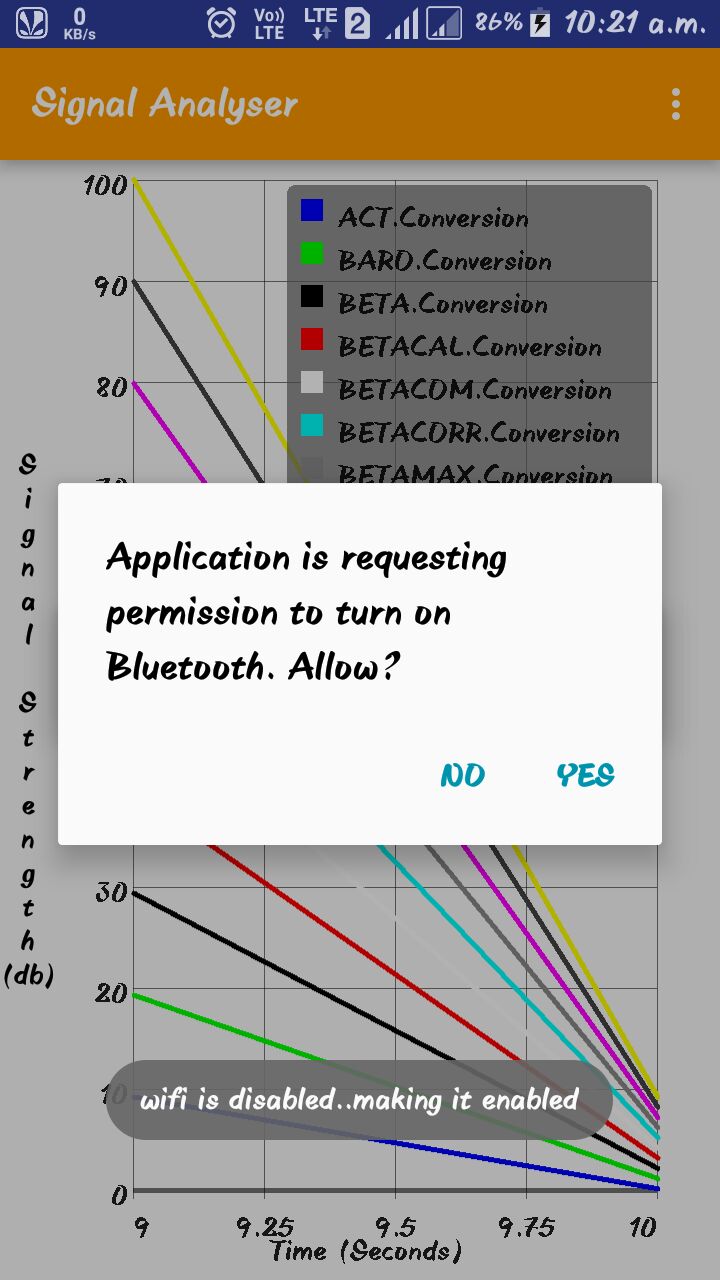 0 KB/s
Vo)) LTE
LTE
2
86%
10:21 a.m.
Signal Analyser
100
90
80
30
20
10
0
ACT.Conversion
BARO.Conversion
BETA.Conversion
BETACAL.Conversion
BETACOM.Conversion
BETACORR.Conversion
BETAMAX.Conversion
Signal Strength (db)
Application is requesting
permission to turn on
Bluetooth. Allow?
NO YES
wifi is disabled..making it enabled
9 9.25 9.5 9.75 10
Time (Seconds)